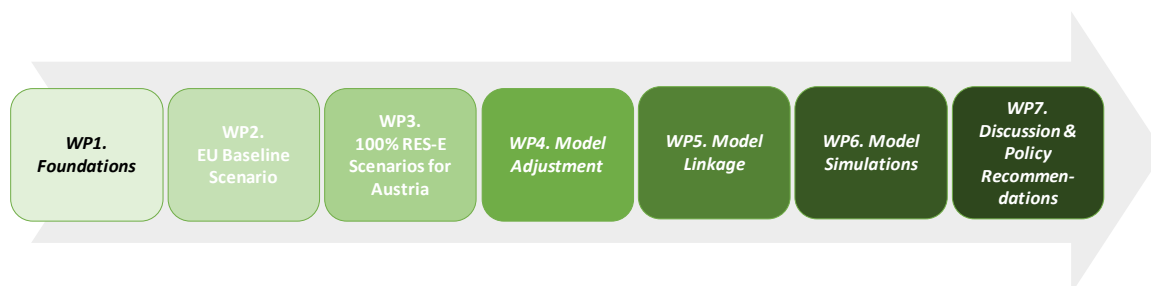 WP1.
Foundations
WP2.
EU Baseline
Scenario
WP3.
100% RES-E
Scenarios for
Austria
WP4. Model
Adjustment
WP5. Model
Linkage
WP6. Model
Simulations
WP7.
Discussion &
Policy
Recommen-
dations